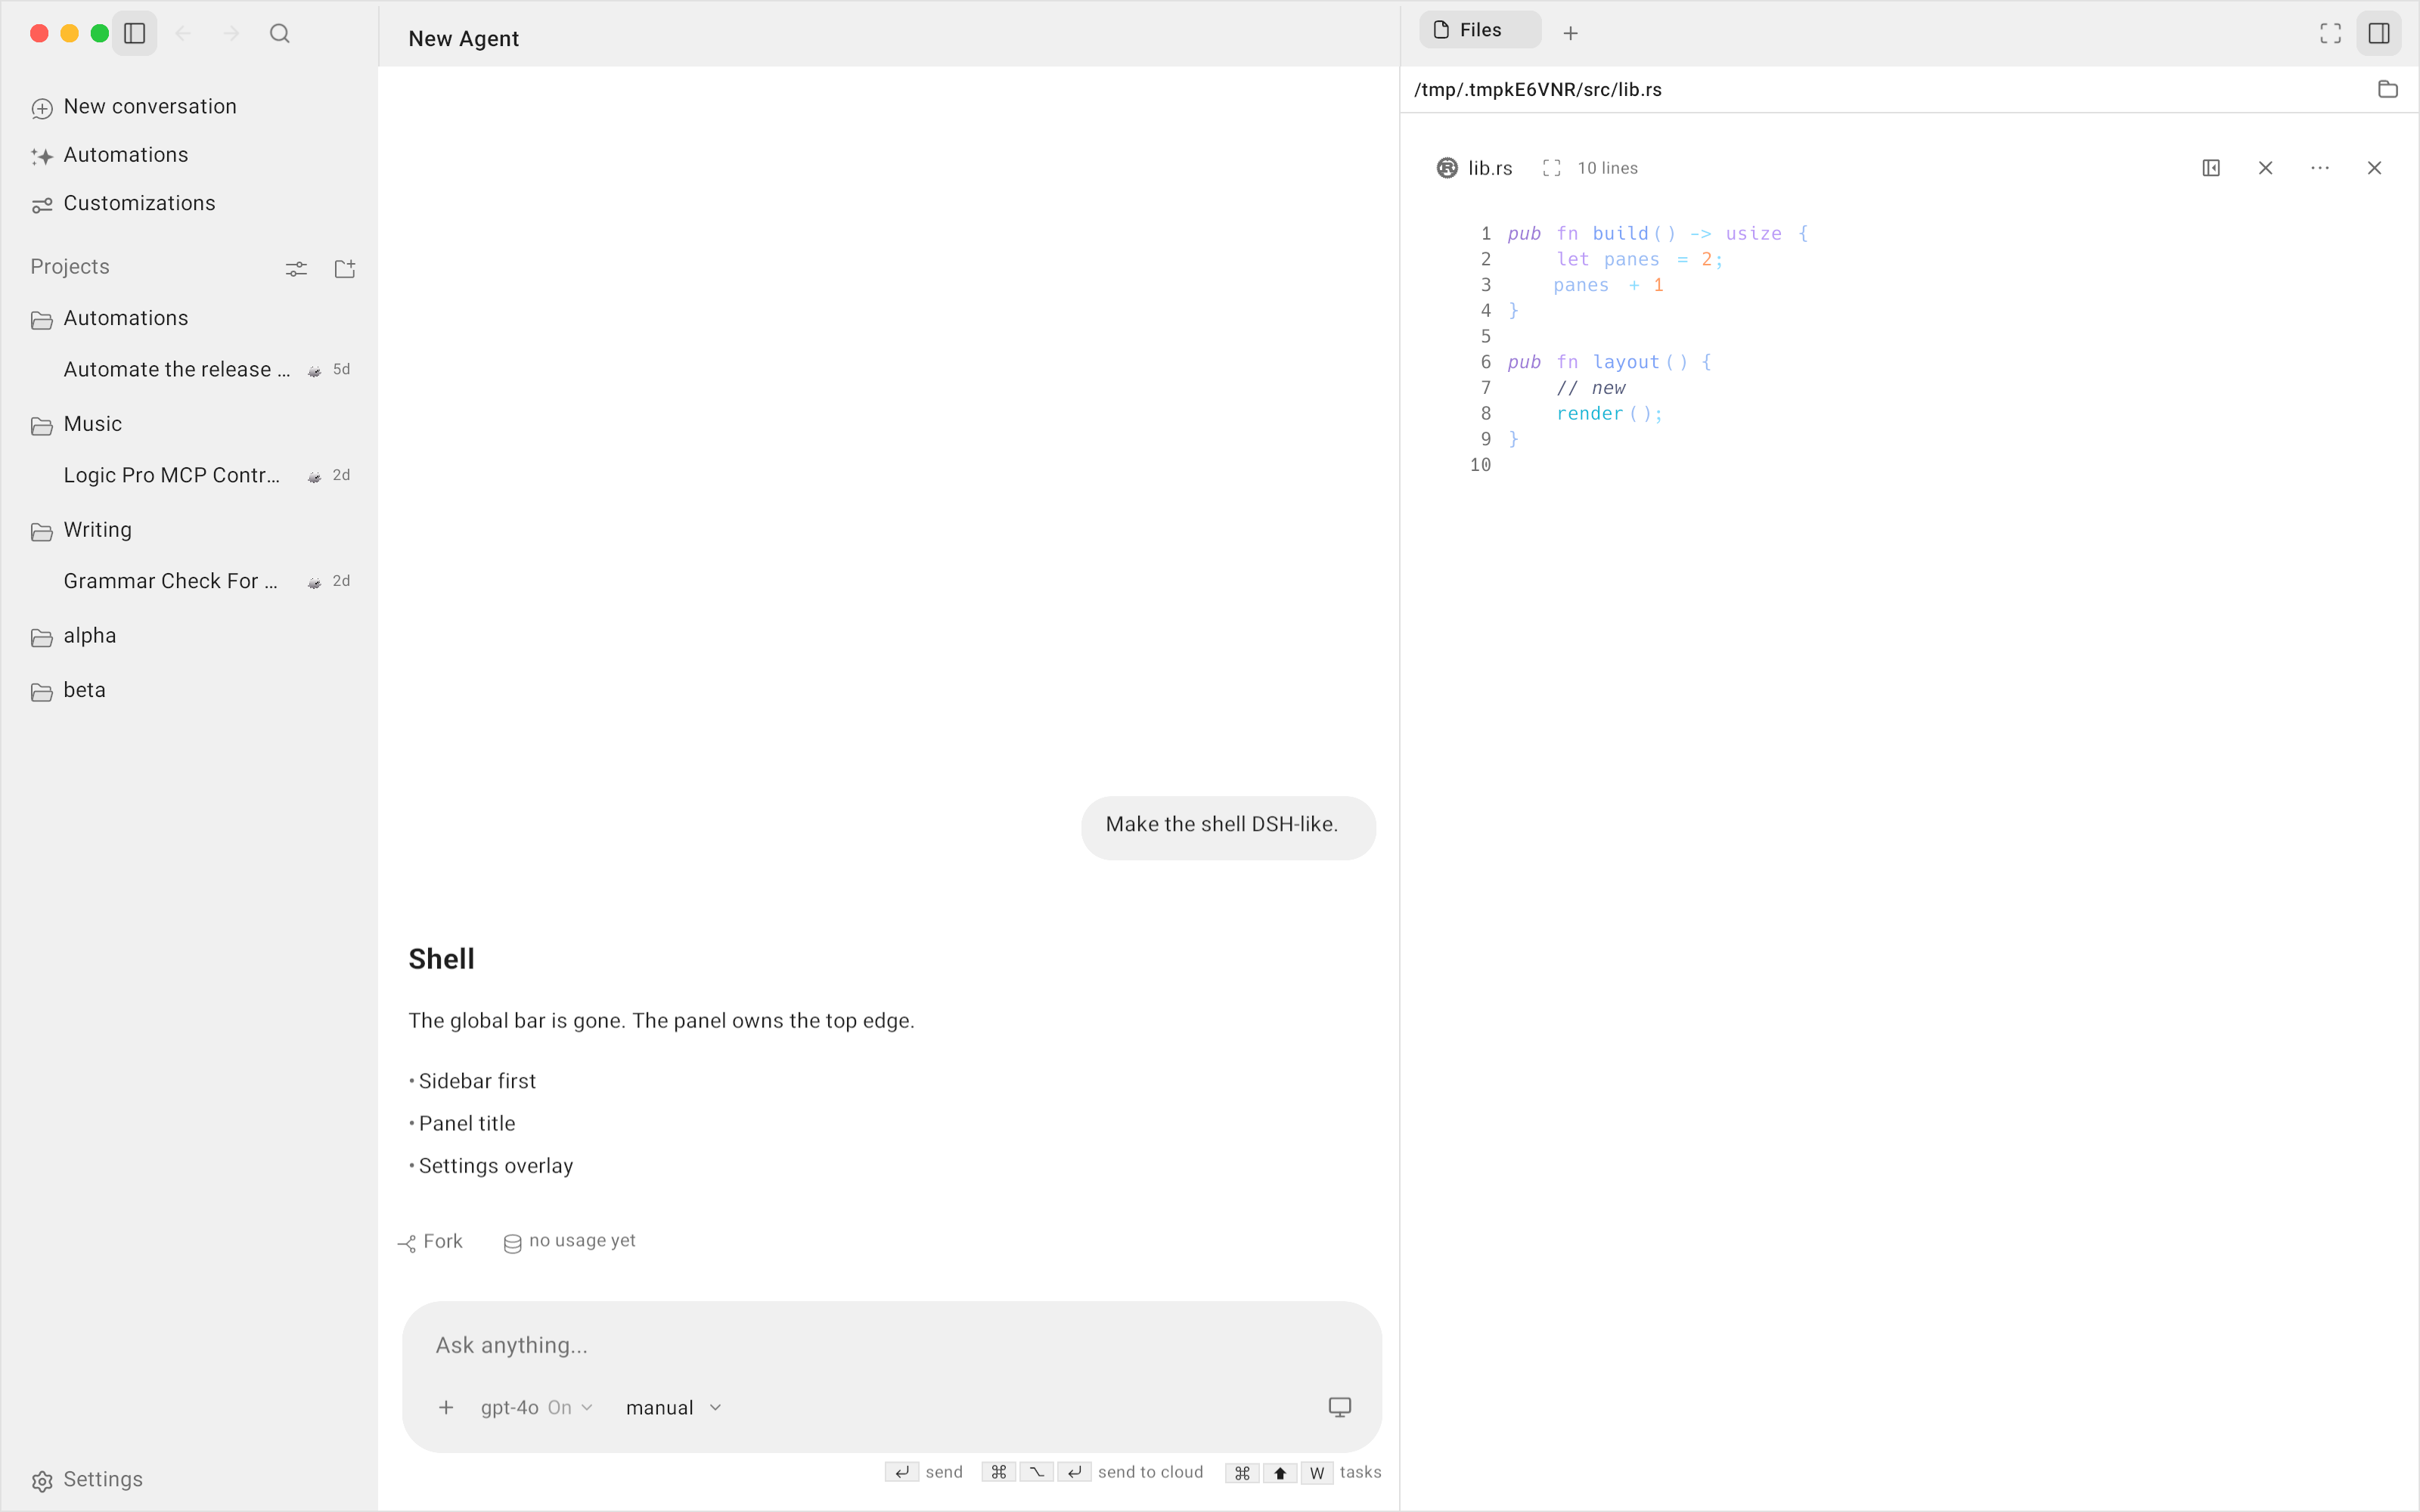 New Agent
Files
/tmp/.tmpkE6VNR/src/lib.rs
New conversation
Automations
Customizations
Projects
Automations
Automate the release ... 5d
Music
Logic Pro MCP Contr... 2d
Writing
Grammar Check For ... 2d
alpha
beta
Settings
Make the shell DSH-like.
Shell
The global bar is gone. The panel owns the top edge.
• Sidebar first
• Panel title
• Settings overlay
Fork no usage yet
Ask anything...
gpt-4o On manual
send send to cloud W tasks
lib.rs 10 lines
1 pub fn build() -> usize {
2     let panes = 2;
3     panes + 1
4 }
5
6 pub fn layout() {
7     // new
8     render();
9 }
10